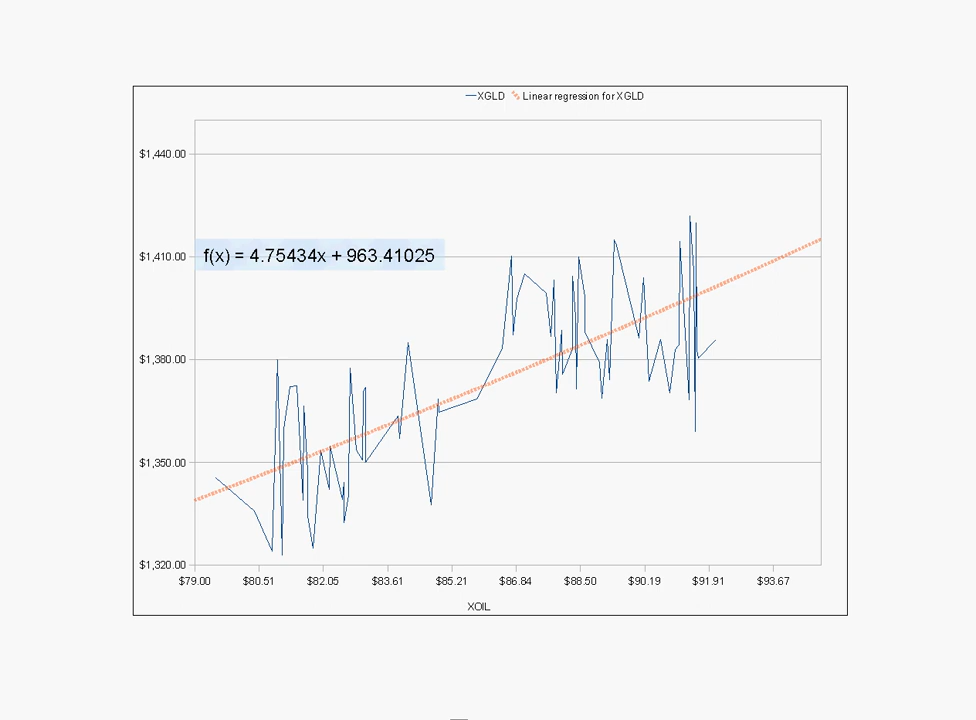 XGLD Linear regression for XGLD
$1,440.00
f(x) = 4.75434x + 963.41025
$1,410.00
$1,380.00
$1,350.00
$1,320.00
$79.00 $80.51 $82.05 $83.61 $85.21 $86.84 $88.50 $90.19 $91.91 $93.67
XOIL